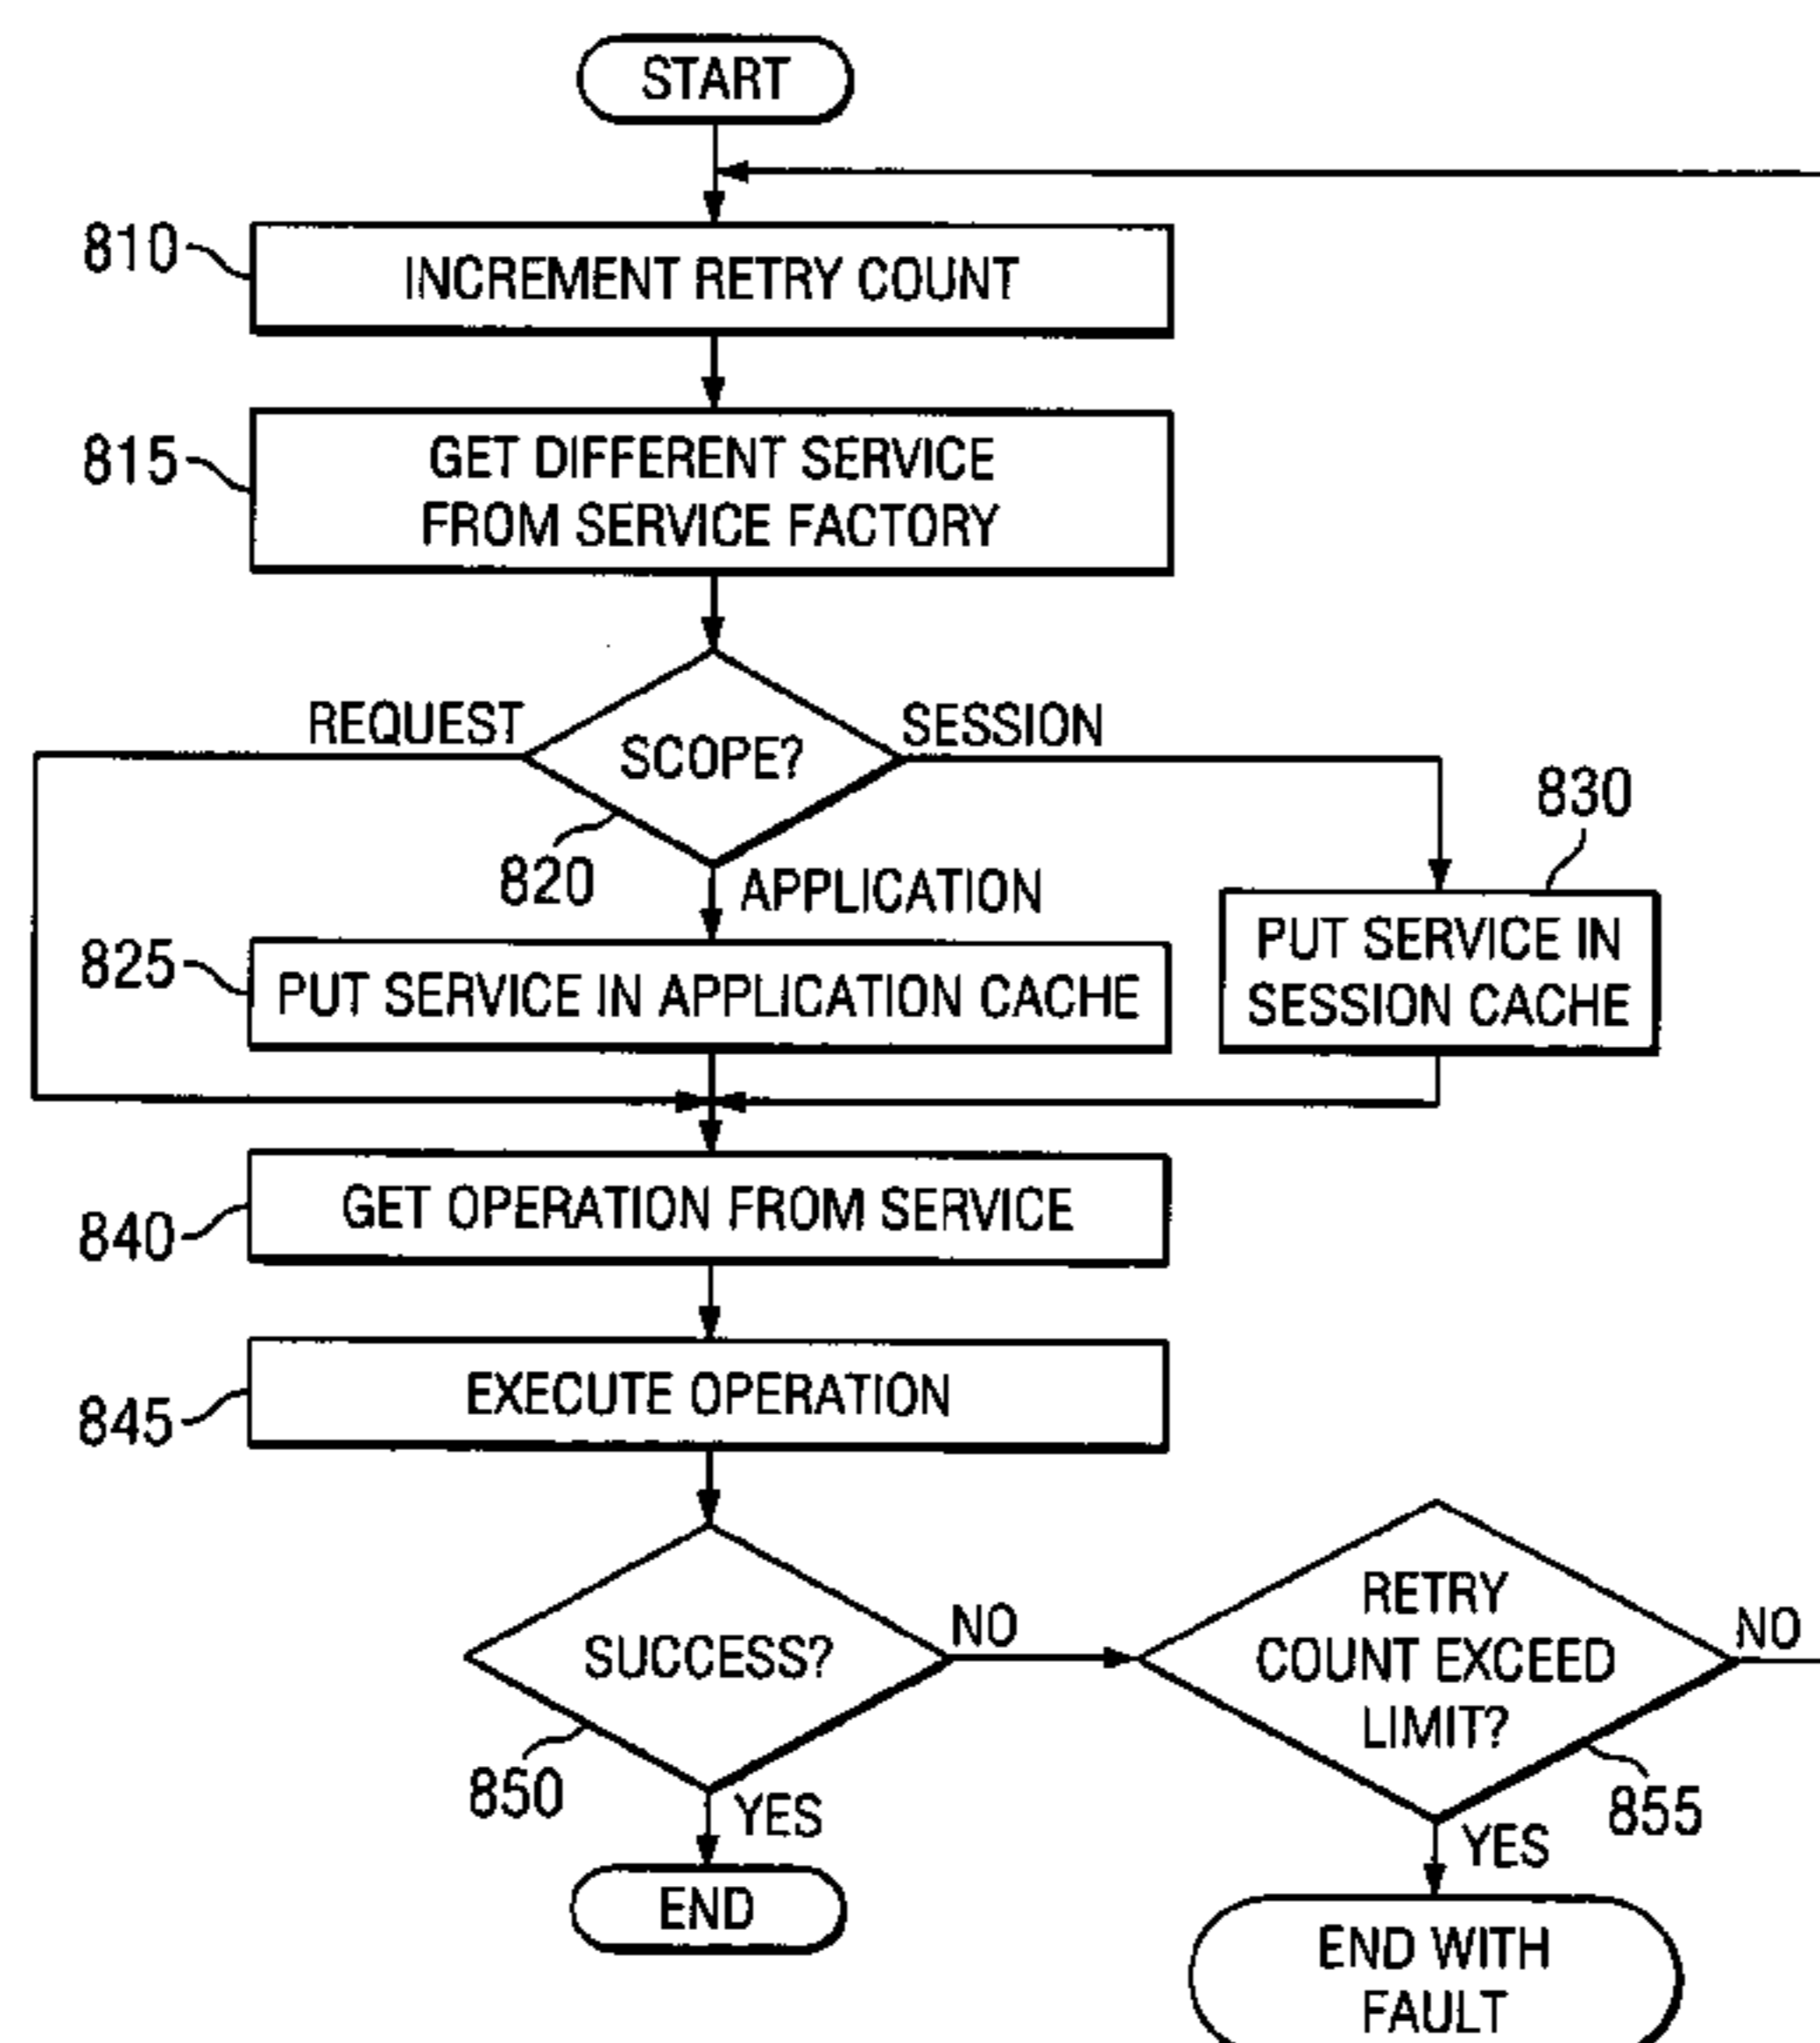 START
810
INCREMENT RETRY COUNT
815
GET DIFFERENT SERVICE
FROM SERVICE FACTORY
REQUEST
SCOPE?
SESSION
820
APPLICATION
830
825
PUT SERVICE IN APPLICATION CACHE
PUT SERVICE IN
SESSION CACHE
840
GET OPERATION FROM SERVICE
845
EXECUTE OPERATION
SUCCESS?
NO
RETRY
COUNT EXCEED
LIMIT?
NO
850
YES
855
YES
END
END WITH
FAULT